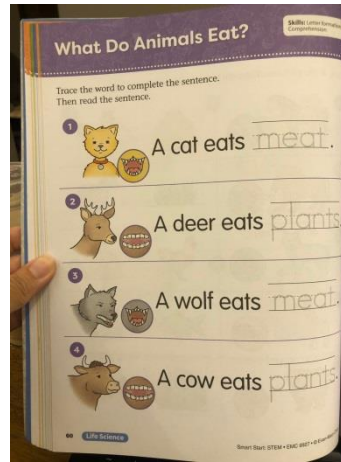 What Do Animals Eat?
Skills: Letter formation
Comprehension
Trace the word to complete the sentence.
Then read the sentence.
1
A cat eats meat.
2
A deer eats plants
3
A wolf eats meat.
4
A cow eats plants.
60 Life Science
Smart Start: STEM • EMC